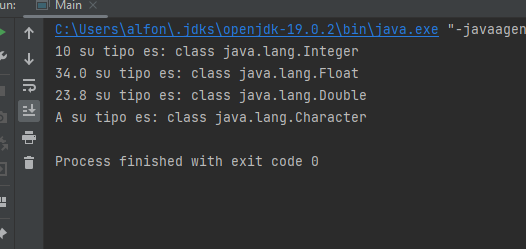 un:
Main
C:\Users\alfon\.jdks\openjdk-19.0.2\bin\java.exe "-javaagen
10 su tipo es: class java.lang.Integer
34.0 su tipo es: class java.lang.Float
23.8 su tipo es: class java.lang.Double
A su tipo es: class java.lang.Character
Process finished with exit code 0